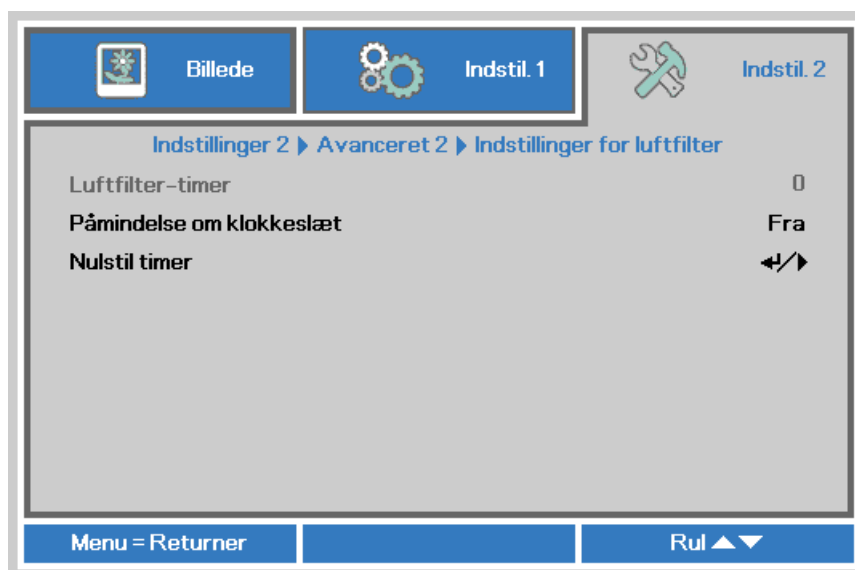 Billede
Indstil. 1
Indstil. 2
Indstillinger 2 ▶ Avanceret 2 ▶ Indstillinger for luftfilter
Luftfilter-timer 0
Påmindelse om klokkeslæt Fra
Nulstil timer ↵/▶
Menu = Returner
Rul ▲▼